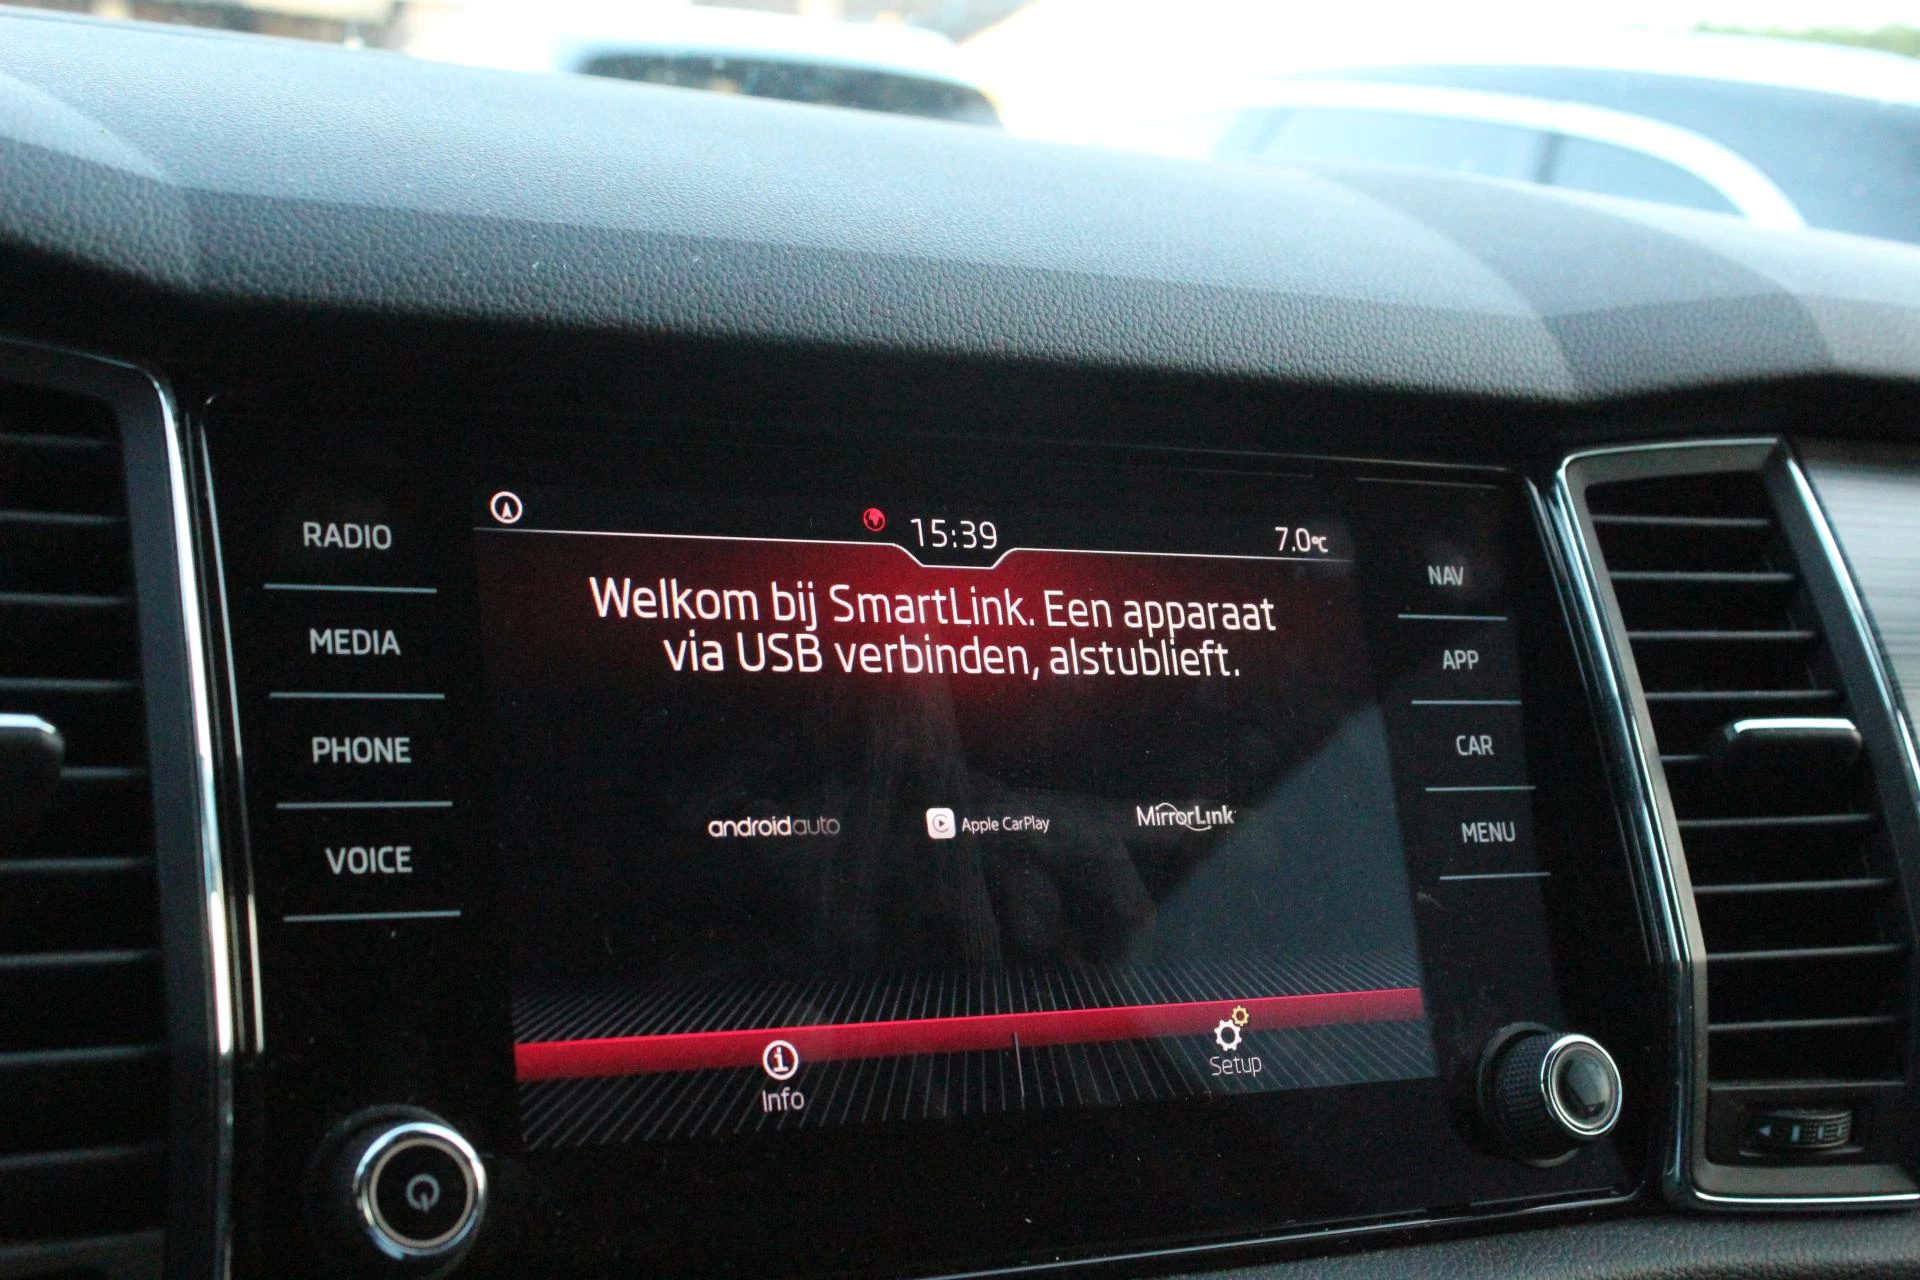 15:39
7.0°C
RADIO
MEDIA
PHONE
VOICE
Welkom bij SmartLink. Een apparaat
via USB verbinden, alstublieft.
androidauto
Apple CarPlay
MirrorLink
Info
Setup
NAV
APP
CAR
MENU